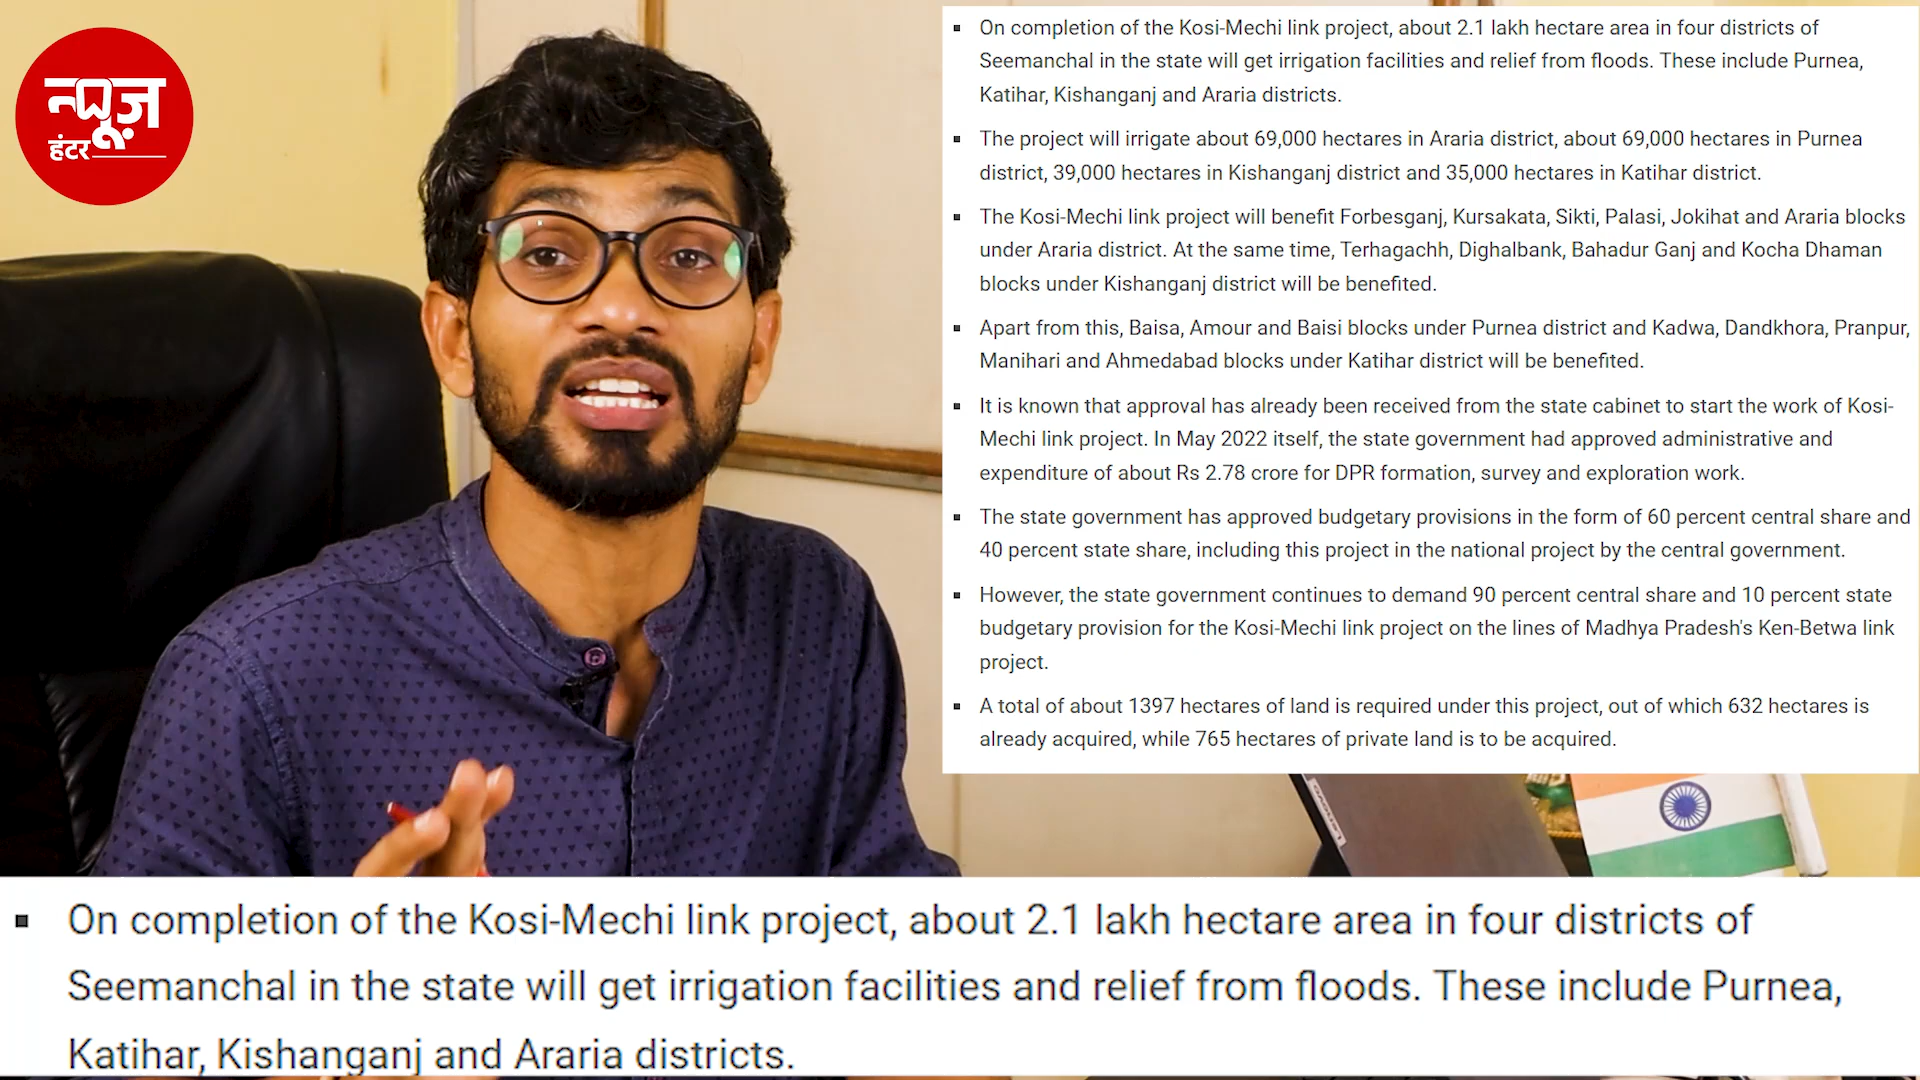 न्यूज़
हंटर
▪ On completion of the Kosi-Mechi link project, about 2.1 lakh hectare area in four districts of
Seemanchal in the state will get irrigation facilities and relief from floods. These include Purnea,
Katihar, Kishanganj and Araria districts.
▪ The project will irrigate about 69,000 hectares in Araria district, about 69,000 hectares in Purnea
district, 39,000 hectares in Kishanganj district and 35,000 hectares in Katihar district.
▪ The Kosi-Mechi link project will benefit Forbesganj, Kursakata, Sikti, Palasi, Jokihat and Araria blocks
under Araria district. At the same time, Terhagachh, Dighalbank, Bahadur Ganj and Kocha Dhaman
blocks under Kishanganj district will be benefited.
▪ Apart from this, Baisa, Amour and Baisi blocks under Purnea district and Kadwa, Dandkhora, Pranpur,
Manihari and Ahmedabad blocks under Katihar district will be benefited.
▪ It is known that approval has already been received from the state cabinet to start the work of Kosi-
Mechi link project. In May 2022 itself, the state government had approved administrative and
expenditure of about Rs 2.78 crore for DPR formation, survey and exploration work.
▪ The state government has approved budgetary provisions in the form of 60 percent central share and
40 percent state share, including this project in the national project by the central government.
▪ However, the state government continues to demand 90 percent central share and 10 percent state
budgetary provision for the Kosi-Mechi link project on the lines of Madhya Pradesh's Ken-Betwa link
project.
▪ A total of about 1397 hectares of land is required under this project, out of which 632 hectares is
already acquired, while 765 hectares of private land is to be acquired.
Lenovo
▪ On completion of the Kosi-Mechi link project, about 2.1 lakh hectare area in four districts of
Seemanchal in the state will get irrigation facilities and relief from floods. These include Purnea,
Katihar, Kishanganj and Araria districts.